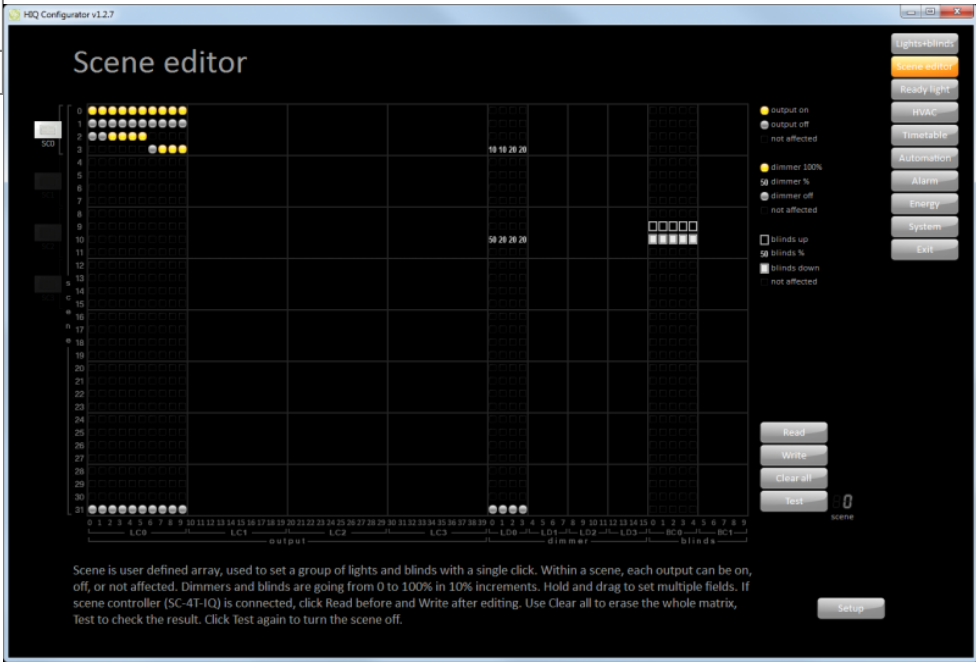 HIQ Configurator v1.2.7
Scene editor
Lights+blinds
Scene editor
Ready light
HVAC
Timetable
Automation
Alarm
Energy
System
Exit
SC0
0
1
2
3 10 10 20 20
4
5
6
7
8
9
10 50 20 20 20
11
12
13
14
15
16
17
18
19
20
21
22
23
24
25
26
27
28
29
30
31
scene
output on
output off
not affected
dimmer 100%
50 dimmer %
dimmer off
not affected
blinds up
50 blinds %
blinds down
not affected
Read
Write
Clear all
Test
0
scene
0 1 2 3 4 5 6 7 8 9 10 11 12 13 14 15 16 17 18 19 20 21 22 23 24 25 26 27 28 29 30 31 32 33 34 35 36 37 38 39 0 1 2 3 4 5 6 7 8 9 10 11 12 13 14 15 0 1 2 3 4 5 6 7 8 9
LC0 LC1 LC2 LC3 LD0 LD1 LD2 LD3 BC0 BC1
output dimmer blinds
Scene is user defined array, used to set a group of lights and blinds with a single click. Within a scene, each output can be on,
off, or not affected. Dimmers and blinds are going from 0 to 100% in 10% increments. Hold and drag to set multiple fields. If
scene controller (SC-4T-IQ) is connected, click Read before and Write after editing. Use Clear all to erase the whole matrix,
Test to check the result. Click Test again to turn the scene off.
Setup